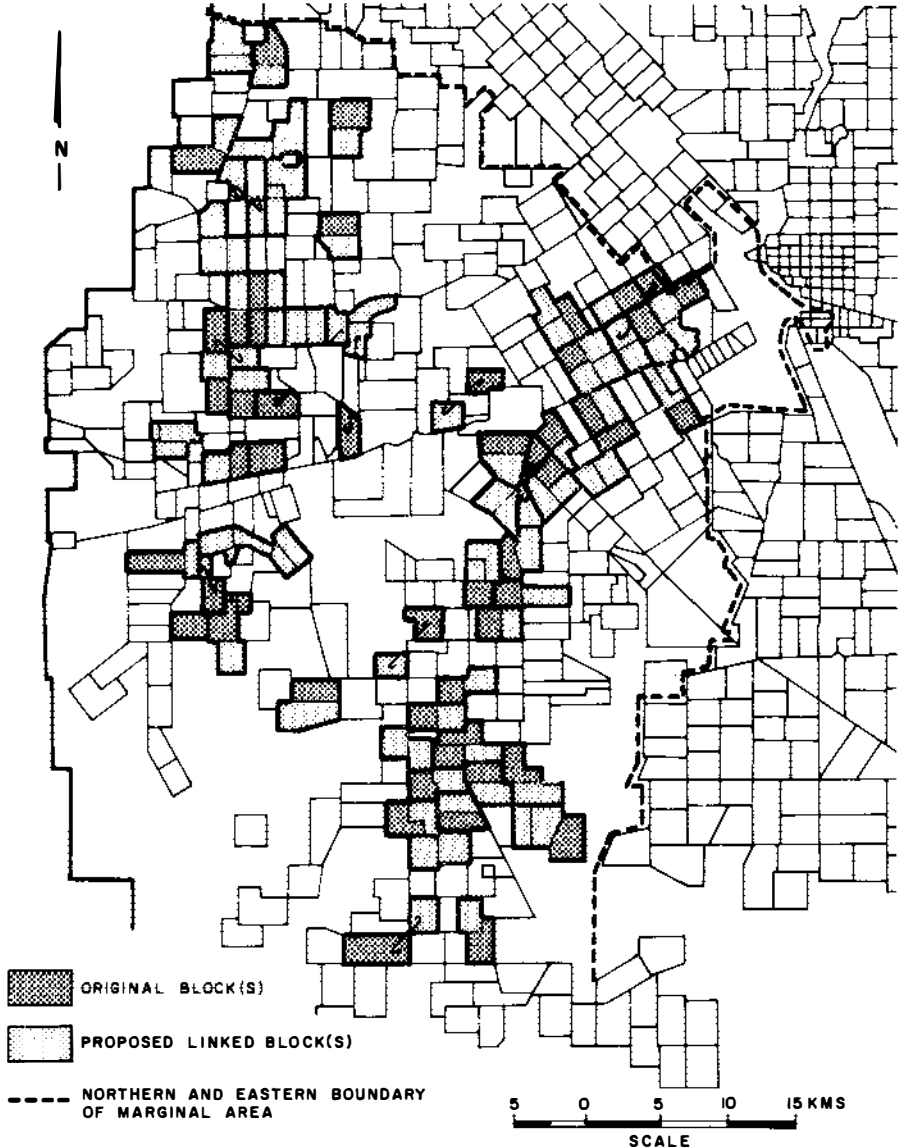 N
ORIGINAL BLOCK(S)
PROPOSED LINKED BLOCK(S)
NORTHERN AND EASTERN BOUNDARY
OF MARGINAL AREA
5 0 5 10 15 KMS
SCALE